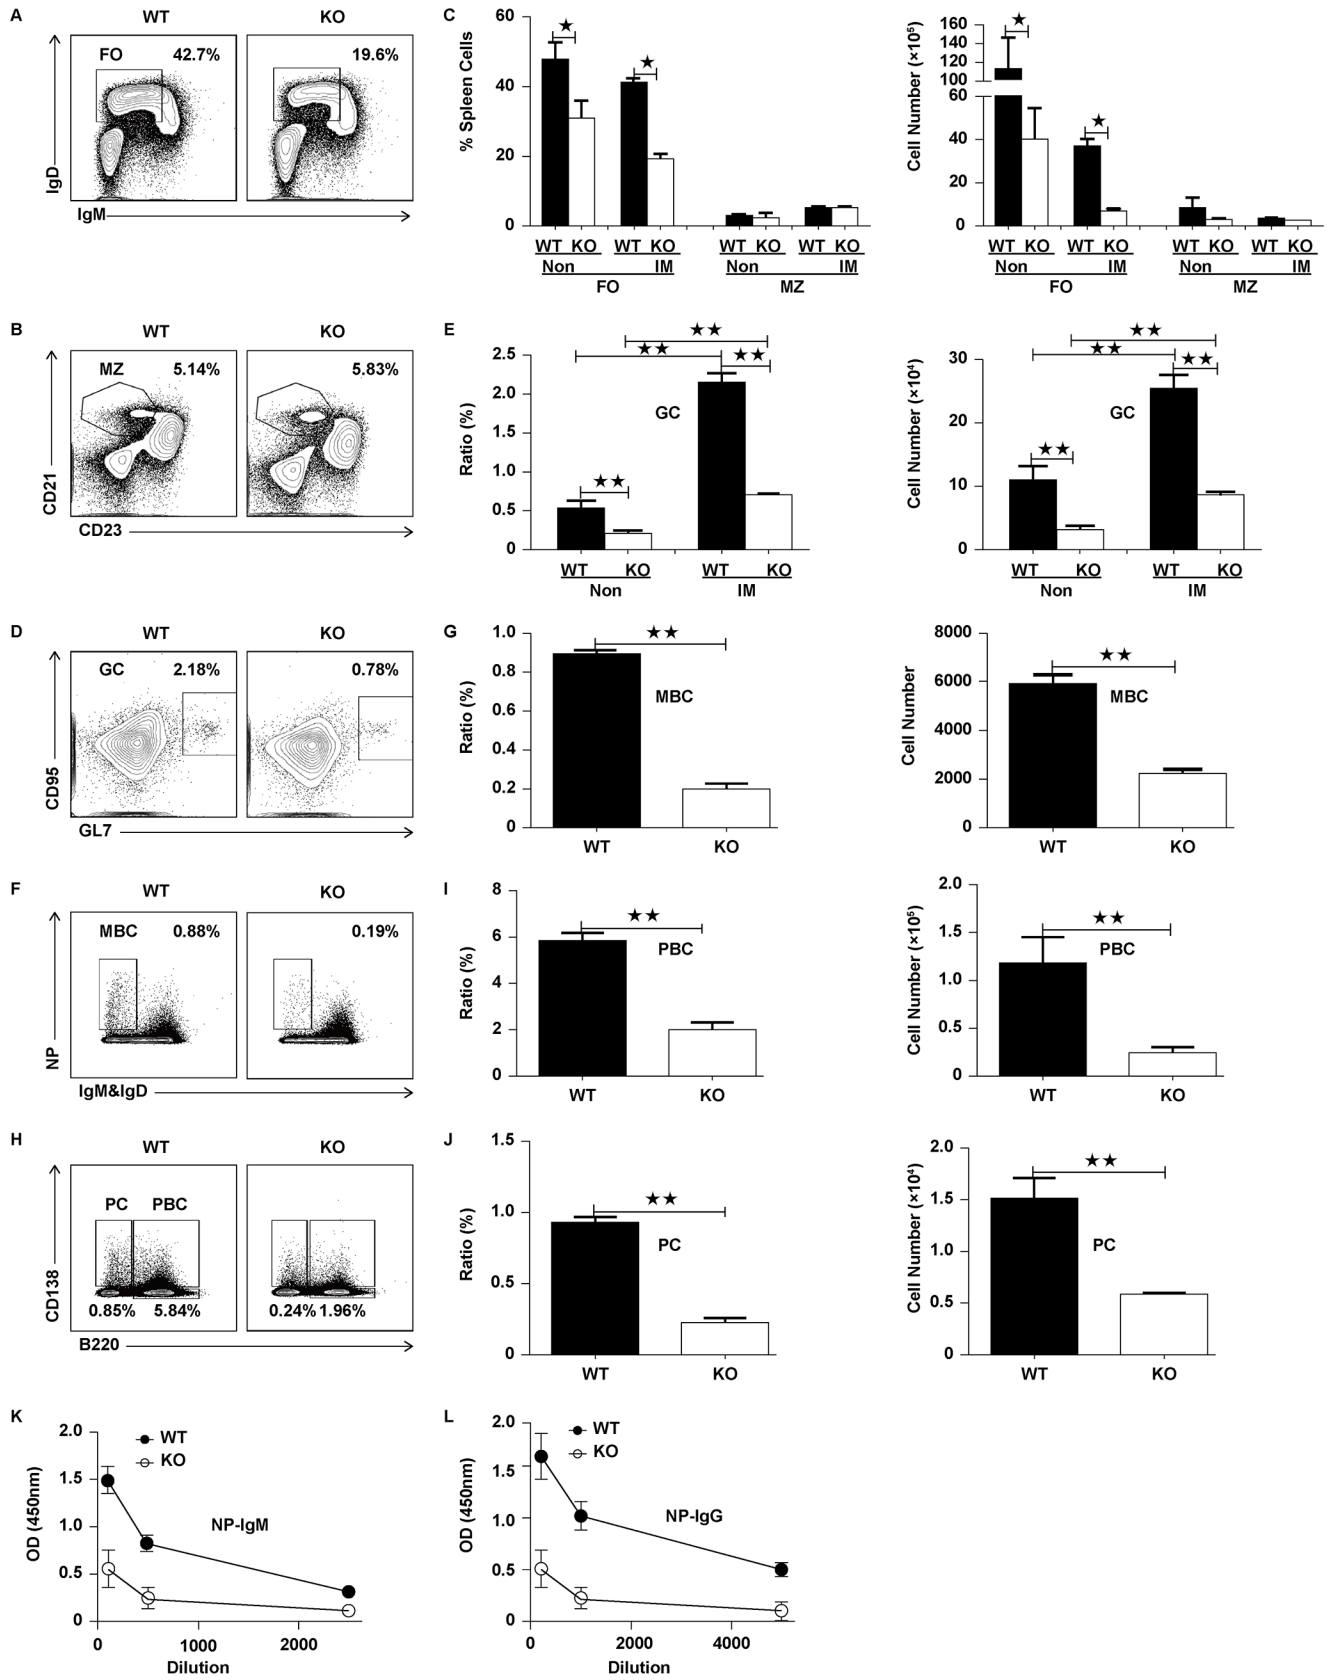 A
WT
KO
FO
42.7%
19.6%
IgD
IgM
C
60
40
20
0
% Spleen Cells
★
★
WT KO WT KO WT KO WT KO
Non IM Non IM
FO MZ
160
140
120
100
60
40
20
0
Cell Number (×10⁵)
★
★
WT KO WT KO WT KO WT KO
Non IM Non IM
FO MZ
B
WT
KO
MZ
5.14%
5.83%
CD21
CD23
E
2.5
2.0
1.5
1.0
0.5
0
Ratio (%)
★★
★★
★★
★★
GC
WT KO WT KO
Non IM
30
20
10
0
Cell Number (×10⁴)
★★
★★
★★
★★
GC
WT KO WT KO
Non IM
D
WT
KO
GC
2.18%
0.78%
CD95
GL7
G
1.0
0.8
0.6
0.4
0.2
0
Ratio (%)
★★
MBC
WT KO
8000
6000
4000
2000
0
Cell Number
★★
MBC
WT KO
F
WT
KO
MBC
0.88%
0.19%
NP
IgM&IgD
I
8
6
4
2
0
Ratio (%)
★★
PBC
WT KO
2.0
1.5
1.0
0.5
0
Cell Number (×10⁵)
★★
PBC
WT KO
H
WT
KO
PC PBC
0.85% 5.84%
0.24% 1.96%
CD138
B220
J
1.5
1.0
0.5
0
Ratio (%)
★★
PC
WT KO
2.0
1.5
1.0
0.5
0
Cell Number (×10⁴)
★★
PC
WT KO
K
2.0
1.5
1.0
0.5
0
OD (450nm)
WT
KO
NP-IgM
0 1000 2000
Dilution
L
2.0
1.5
1.0
0.5
0
OD (450nm)
WT
KO
NP-IgG
0 2000 4000
Dilution